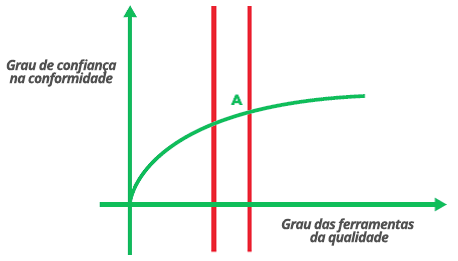 Grau de confiança
na conformidade
A
Grau das ferramentas
da qualidade